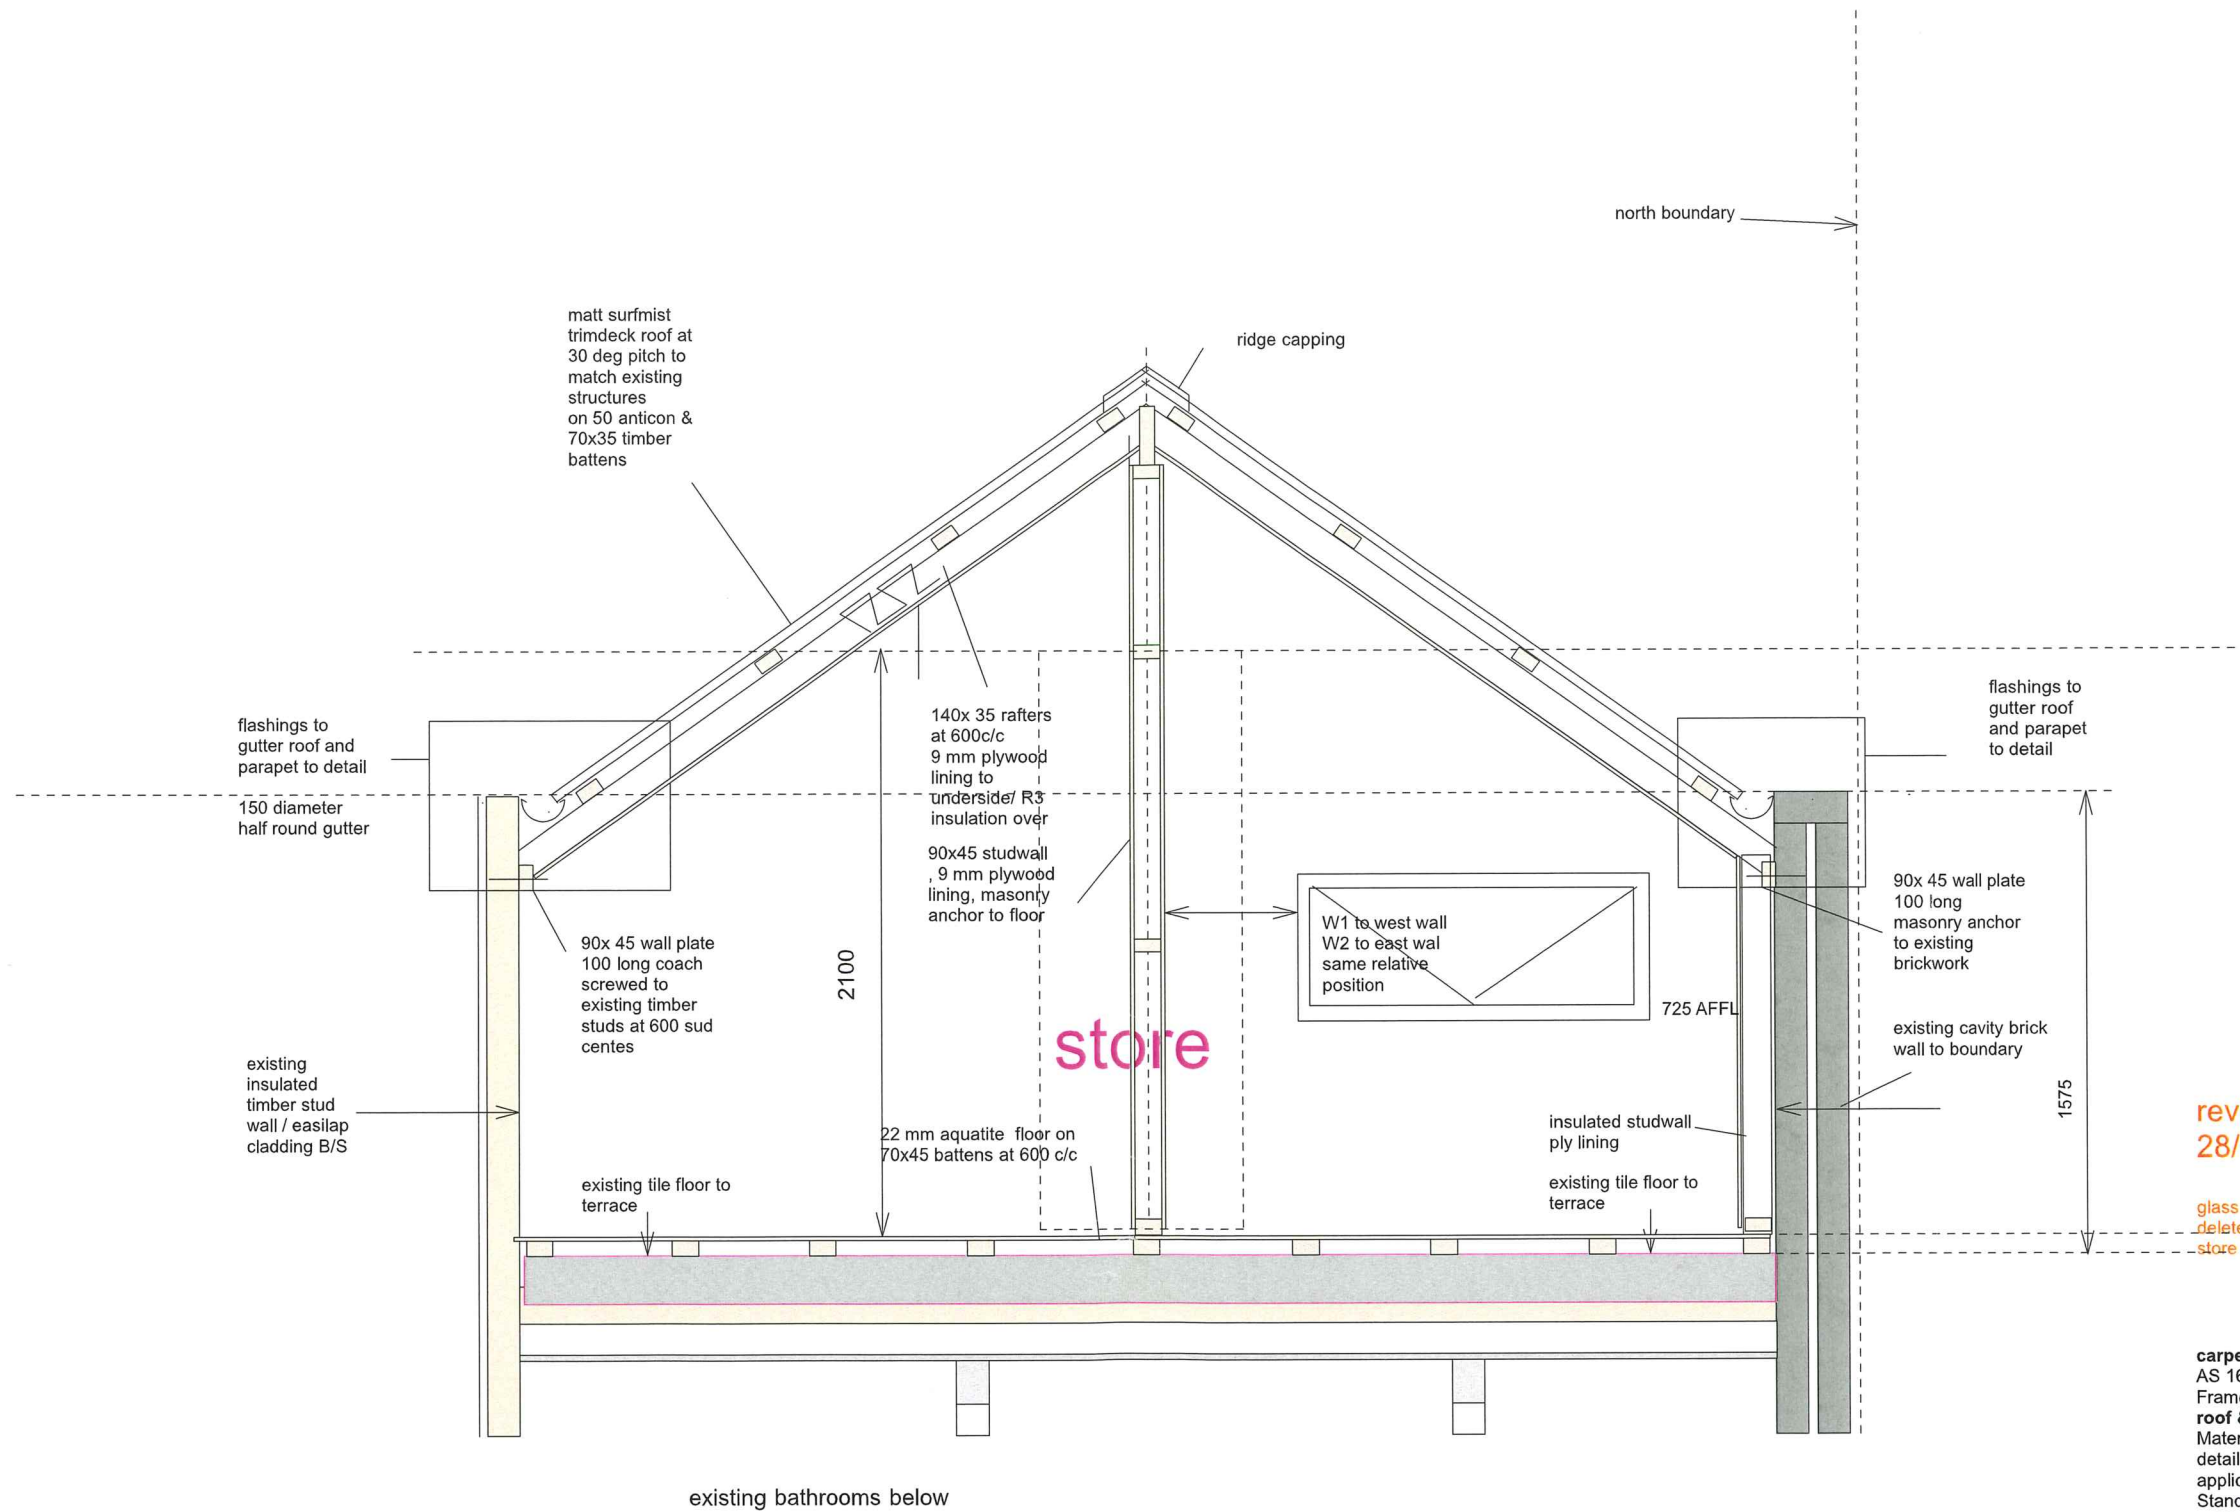 north boundary
matt surfmist
trimdeck roof at
30 deg pitch to
match existing
structures
on 50 anticon &
70x35 timber
battens
ridge capping
flashings to
gutter roof and
parapet to detail
150 diameter
half round gutter
140x 35 rafters
at 600c/c
9 mm plywood
lining to
underside/ R3
insulation over
90x45 studwall
, 9 mm plywood
lining, masonry
anchor to floor
flashings to
gutter roof
and parapet
to detail
90x 45 wall plate
100 long coach
screwed to
existing timber
studs at 600 sud
centes
2100
W1 to west wall
W2 to east wal
same relative
position
725 AFFL
90x 45 wall plate
100 long
masonry anchor
to existing
brickwork
existing cavity brick
wall to boundary
1575
store
existing
insulated
timber stud
wall / easilap
cladding B/S
22 mm aquatite floor on
70x45 battens at 600 c/c
insulated studwall
ply lining
existing tile floor to
terrace
existing tile floor to
terrace
rev
28/
glass
delete
store
carpe
AS 16
Frame
roof &
Mater
detail
applic
Stand
existing bathrooms below